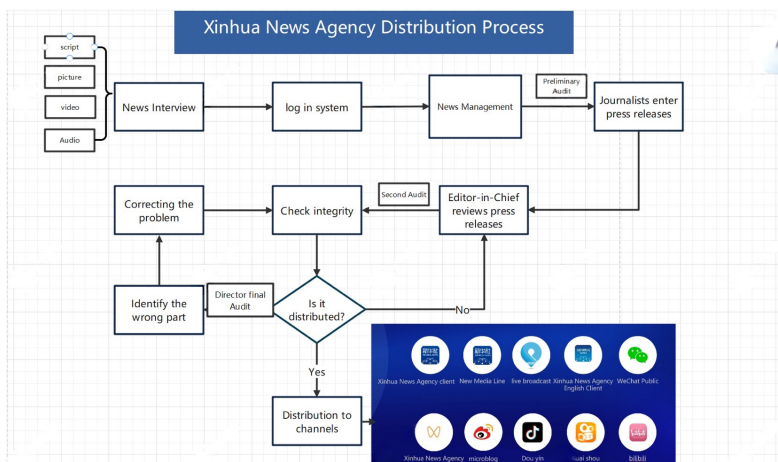 Xinhua News Agency Distribution Process
script
picture
video
Audio
News Interview
log in system
News Management
Preliminary
Audit
Journalists enter
press releases
Correcting the
problem
Check integrity
Second Audit
Editor-in-Chief
reviews press
releases
Identify the
wrong part
Director final
Audit
Is it
distributed?
No
Yes
Distribution to
channels
Xinhua News Agency client
New Media Line
live broadcast
Xinhua News Agency
English Client
WeChat Public
Xinhua News Agency
microblog
Dou yin
kuai shou
bilibili